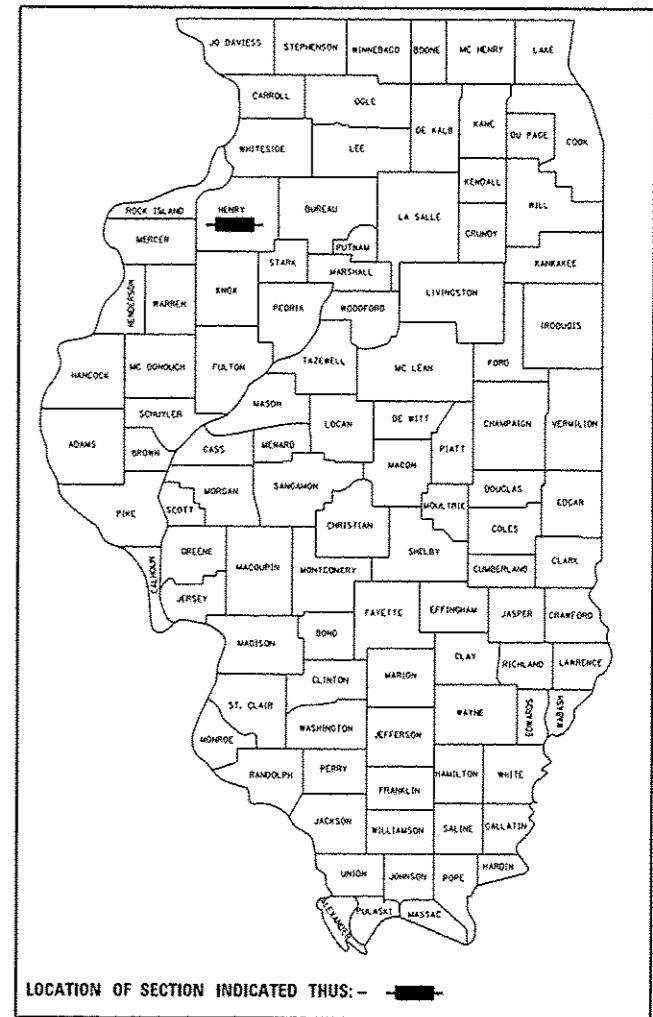 JO DAVIESS STEPHENSON WINNEBAGO BOONE MC HENRY LAKE
CARROLL OGLE
DE KALB KANE DU PAGE COOK
WHITESIDE LEE
KENDALL WILL
ROCK ISLAND HENRY BUREAU LA SALLE
MERCER PUTNAM GRUNDY
STARK MARSHALL KANKAKEE
HENDERSON WARREN KNOX PEORIA WOODFORD LIVINGSTON IROQUOIS
HANCOCK MC DONOUGH FULTON TAZEWELL MC LEAN FORD
SCHUYLER MASON LOGAN DE WITT CHAMPAIGN VERMILION
ADAMS BROWN CASS MENARD MACON PIATT
PIKE SCOTT MORGAN SANGAMON CHRISTIAN MOULTRIE DOUGLAS EDGAR
COLES
CALHOUN GREENE MACOUPIN MONTGOMERY SHELBY CUMBERLAND CLARK
JERSEY FAYETTE EFFINGHAM JASPER CRAWFORD
MADISON BOND CLAY RICHLAND LAWRENCE
CLINTON MARION
ST. CLAIR WASHINGTON WAYNE EDWARDS WABASH
MONROE JEFFERSON
RANDOLPH PERRY HAMILTON WHITE
FRANKLIN
JACKSON WILLIAMSON SALINE GALLATIN
UNION JOHNSON POPE HARDIN
ALEXANDER PULASKI MASSAC
LOCATION OF SECTION INDICATED THUS: -